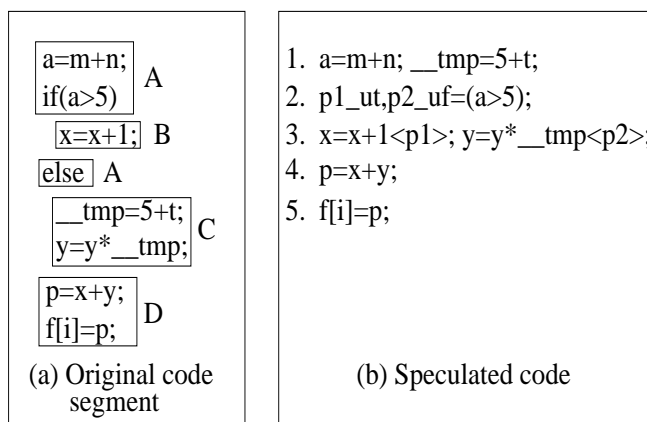 a=m+n;
if(a>5)
A
x=x+1; B
else A
__tmp=5+t;
y=y*__tmp;
C
p=x+y;
f[i]=p;
D
(a) Original code
segment
1. a=m+n; __tmp=5+t;
2. p1_ut,p2_uf=(a>5);
3. x=x+1<p1>; y=y*__tmp<p2>;
4. p=x+y;
5. f[i]=p;
(b) Speculated code